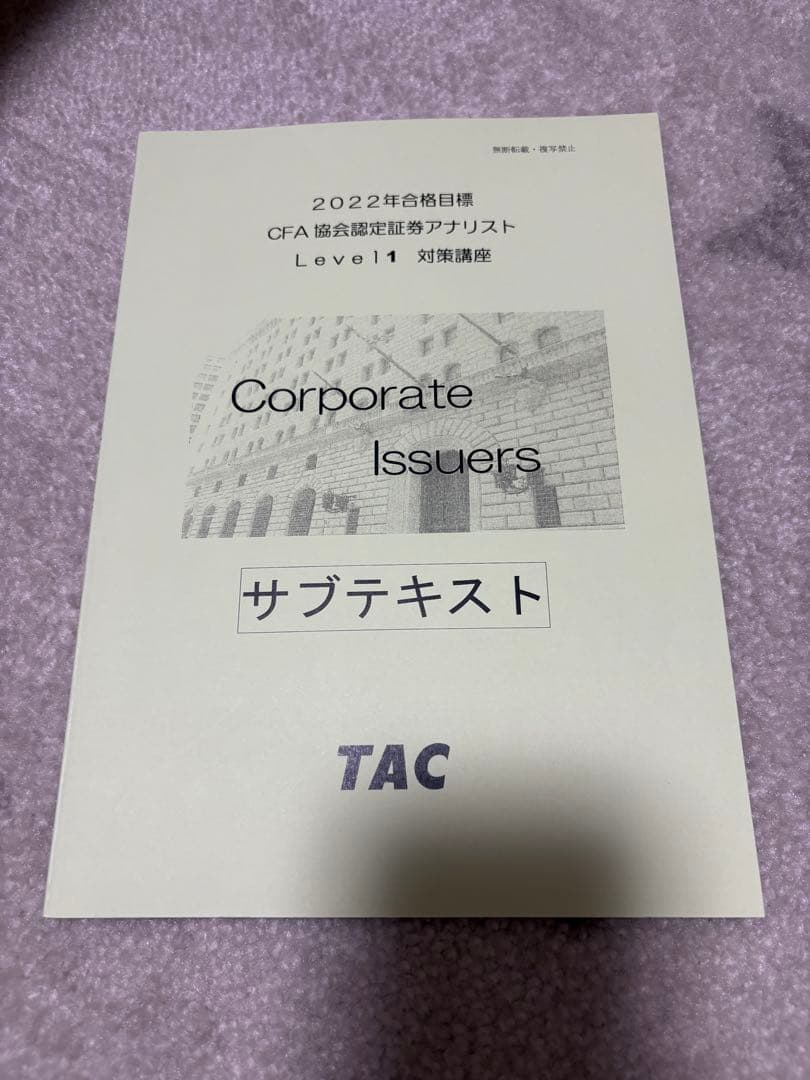 無断転載・複写禁止
２０２２年合格目標
CFA 協会認定証券アナリスト
Ｌｅｖｅｌ１　対策講座
Corporate
Issuers
サブテキスト
TAC